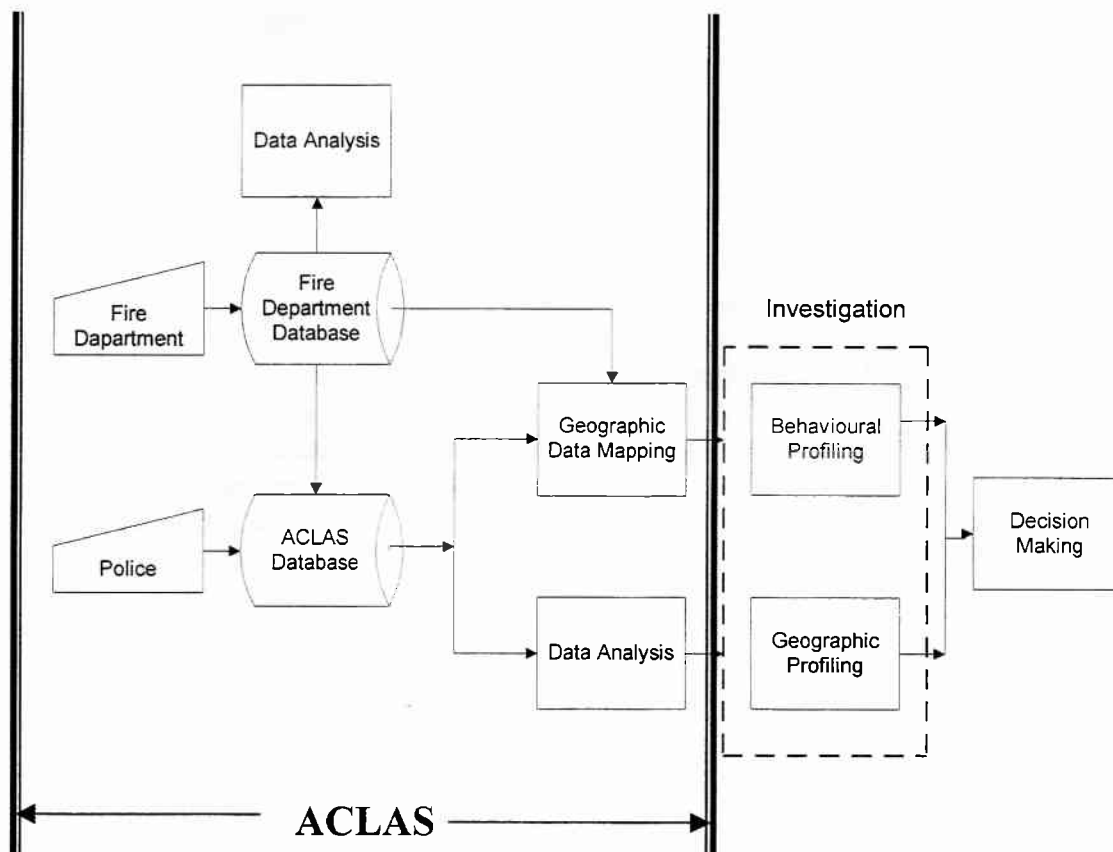 Data Analysis
Fire
Dapartment
Fire
Department
Database
Investigation
Geographic
Data Mapping
Behavioural
Profiling
Police
ACLAS
Database
Decision
Making
Data Analysis
Geographic
Profiling
ACLAS